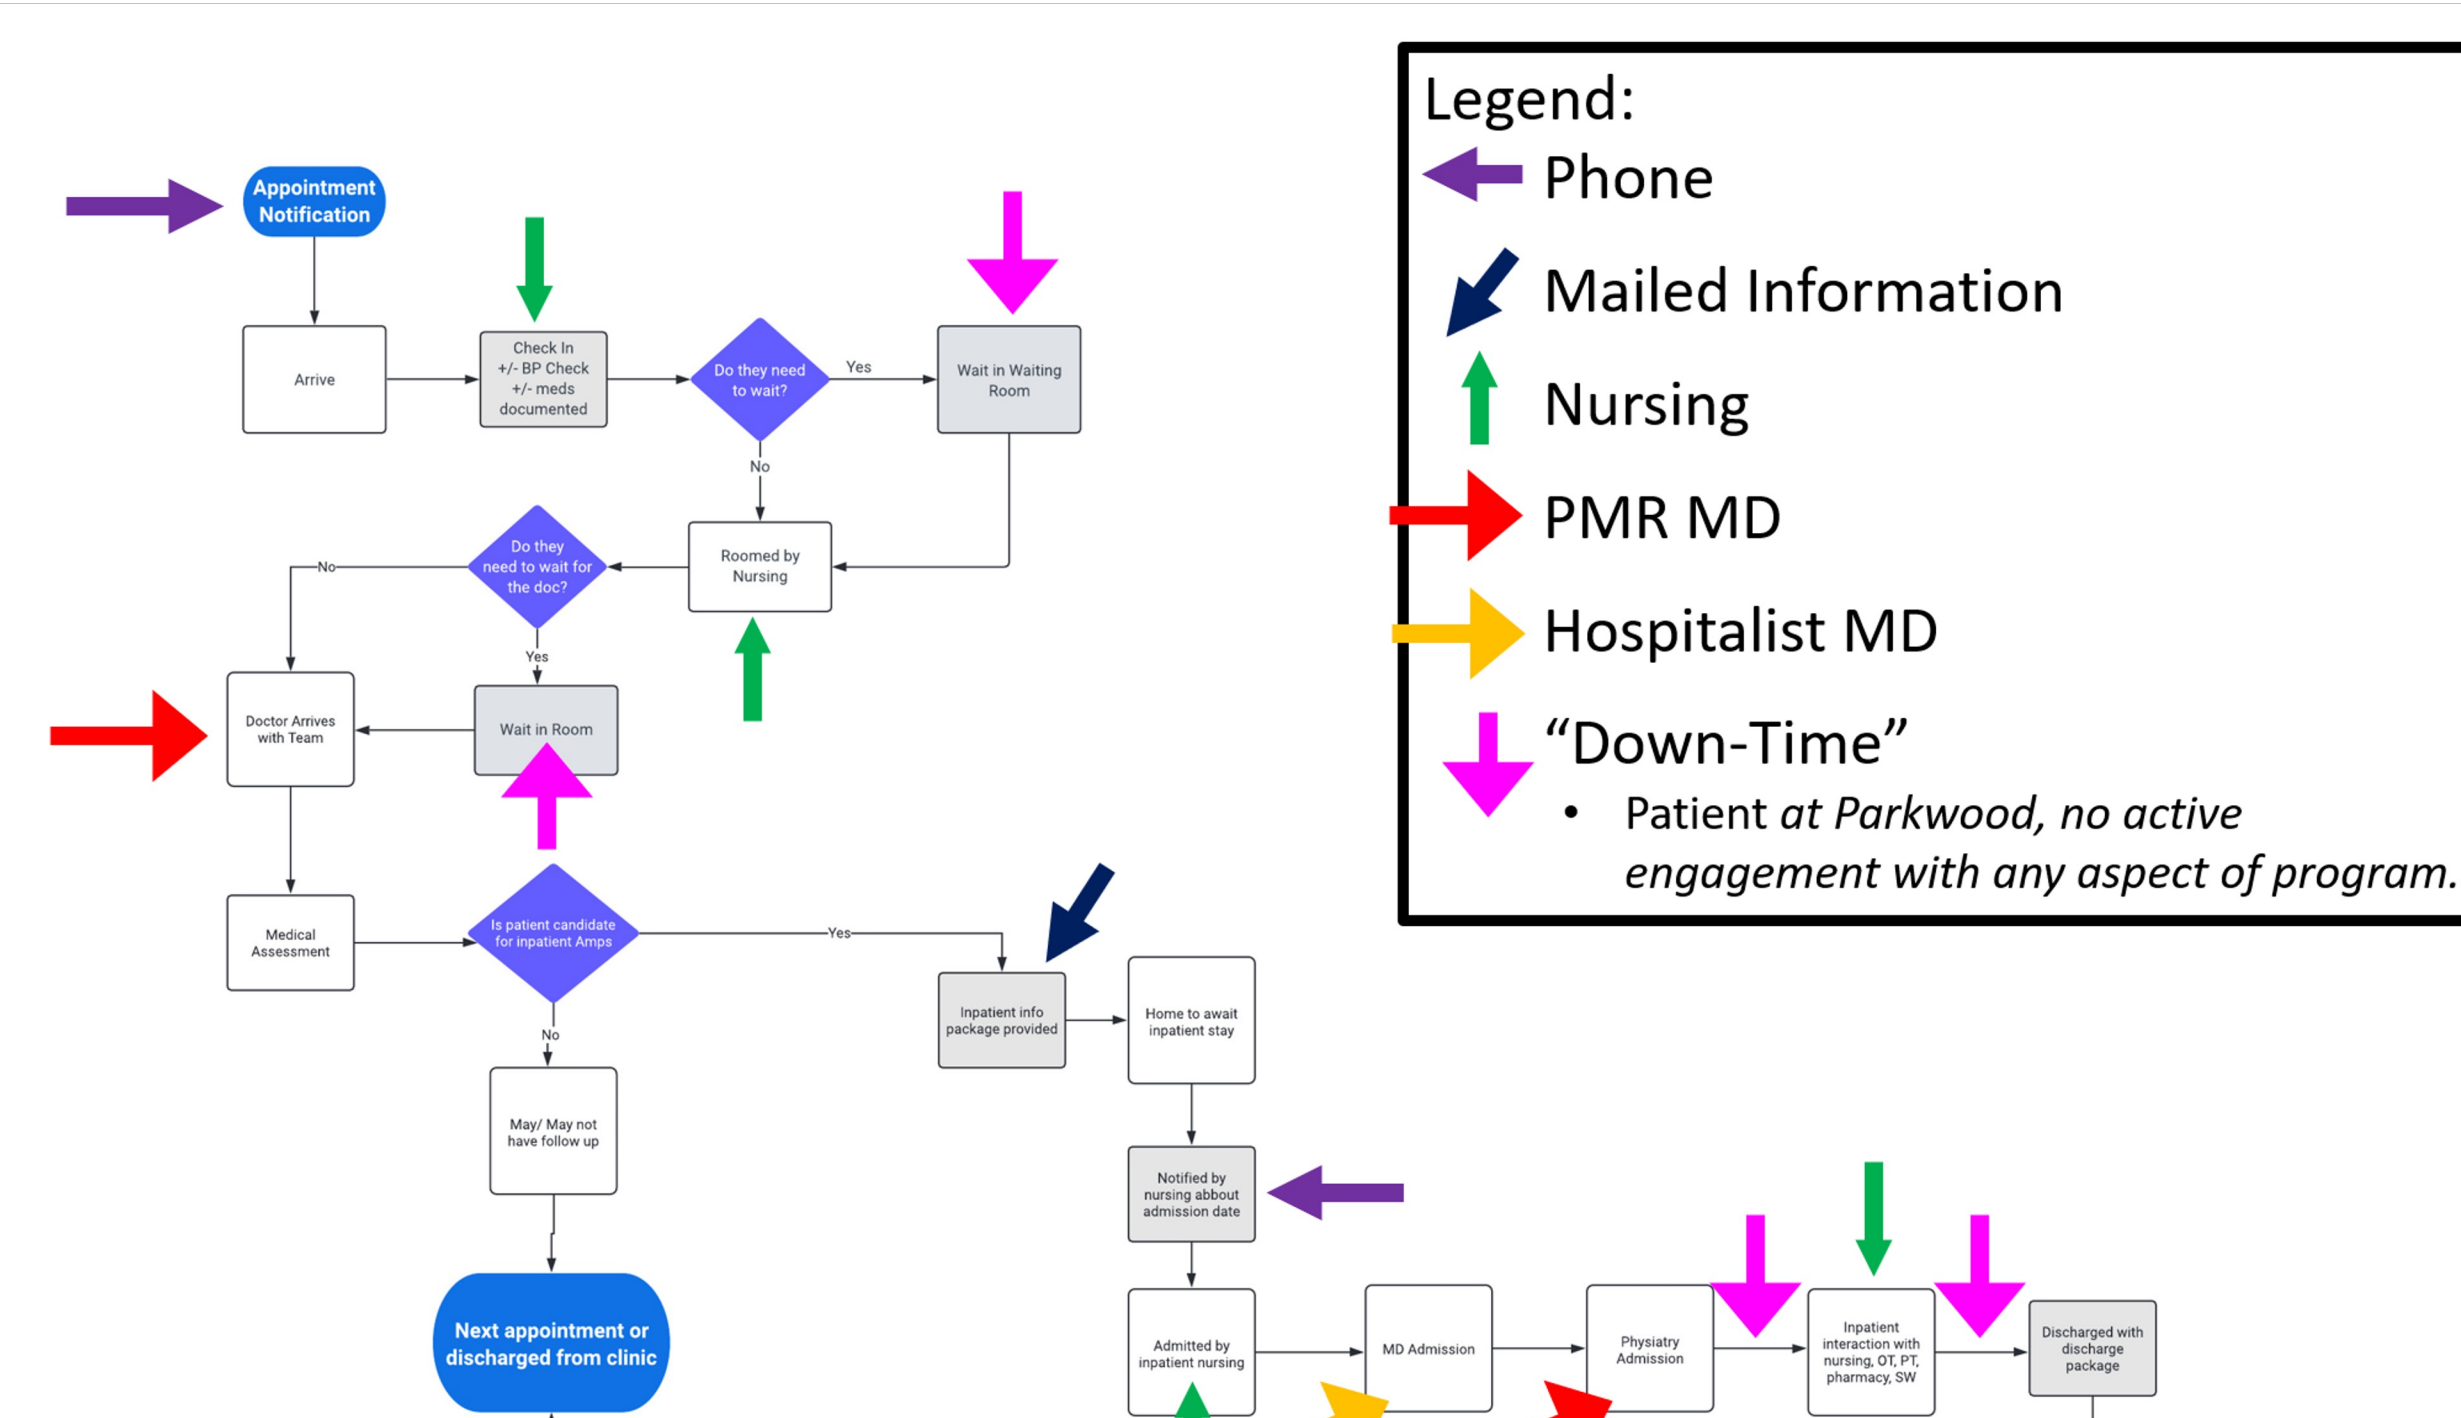 Legend:
Phone
Mailed Information
Nursing
PMR MD
Hospitalist MD
“Down-Time”
• Patient at Parkwood, no active
engagement with any aspect of program.
Appointment
Notification
Arrive
Check In
+/- BP Check
+/- meds
documented
Do they need
to wait?
Yes
Wait in Waiting
Room
No
Roomed by
Nursing
Do they
need to wait for
the doc?
No
Yes
Wait in Room
Doctor Arrives
with Team
Medical
Assessment
Is patient candidate
for inpatient Amps
Yes
Inpatient info
package provided
Home to await
inpatient stay
No
May/ May not
have follow up
Next appointment or
discharged from clinic
Notified by
nursing abbout
admission date
Admitted by
inpatient nursing
MD Admission
Physiatry
Admission
Inpatient
interaction with
nursing, OT, PT,
pharmacy, SW
Discharged with
discharge
package